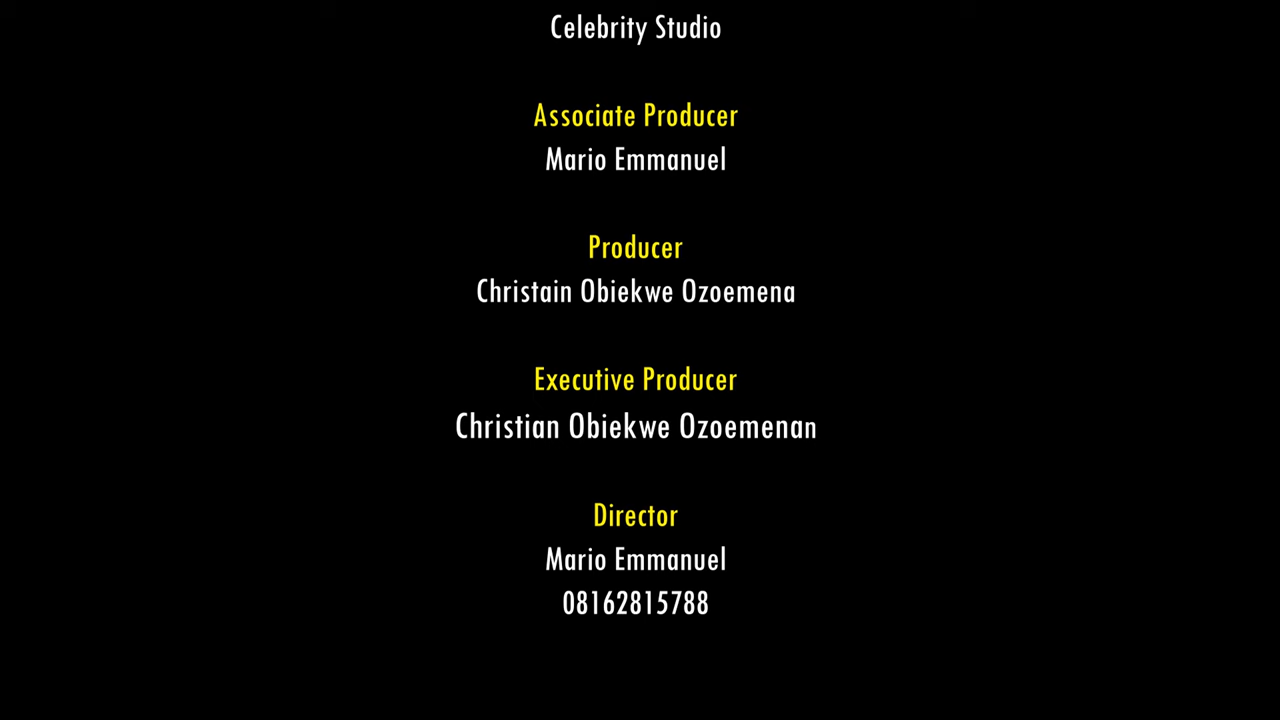 Celebrity Studio
Associate Producer
Mario Emmanuel
Producer
Christain Obiekwe Ozoemena
Executive Producer
Christian Obiekwe Ozoemenan
Director
Mario Emmanuel
08162815788